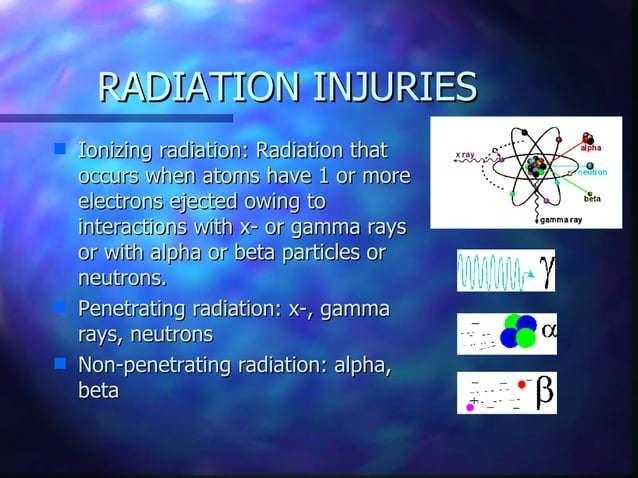 RADIATION INJURIES
Ionizing radiation: Radiation that
occurs when atoms have 1 or more
electrons ejected owing to
interactions with x- or gamma rays
or with alpha or beta particles or
neutrons.
Penetrating radiation: x-, gamma
rays, neutrons
Non-penetrating radiation: alpha,
beta
x ray
alpha
neutron
beta
gamma ray
γ
α
β